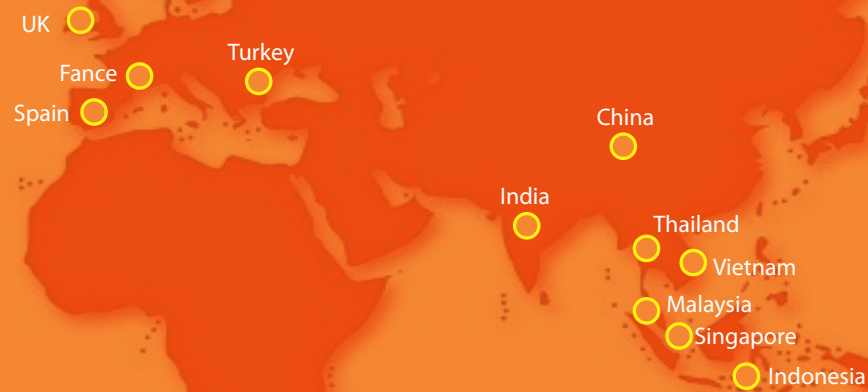 UK
Turkey
Fance
Spain
China
India
Thailand
Vietnam
Malaysia
Singapore
Indonesia